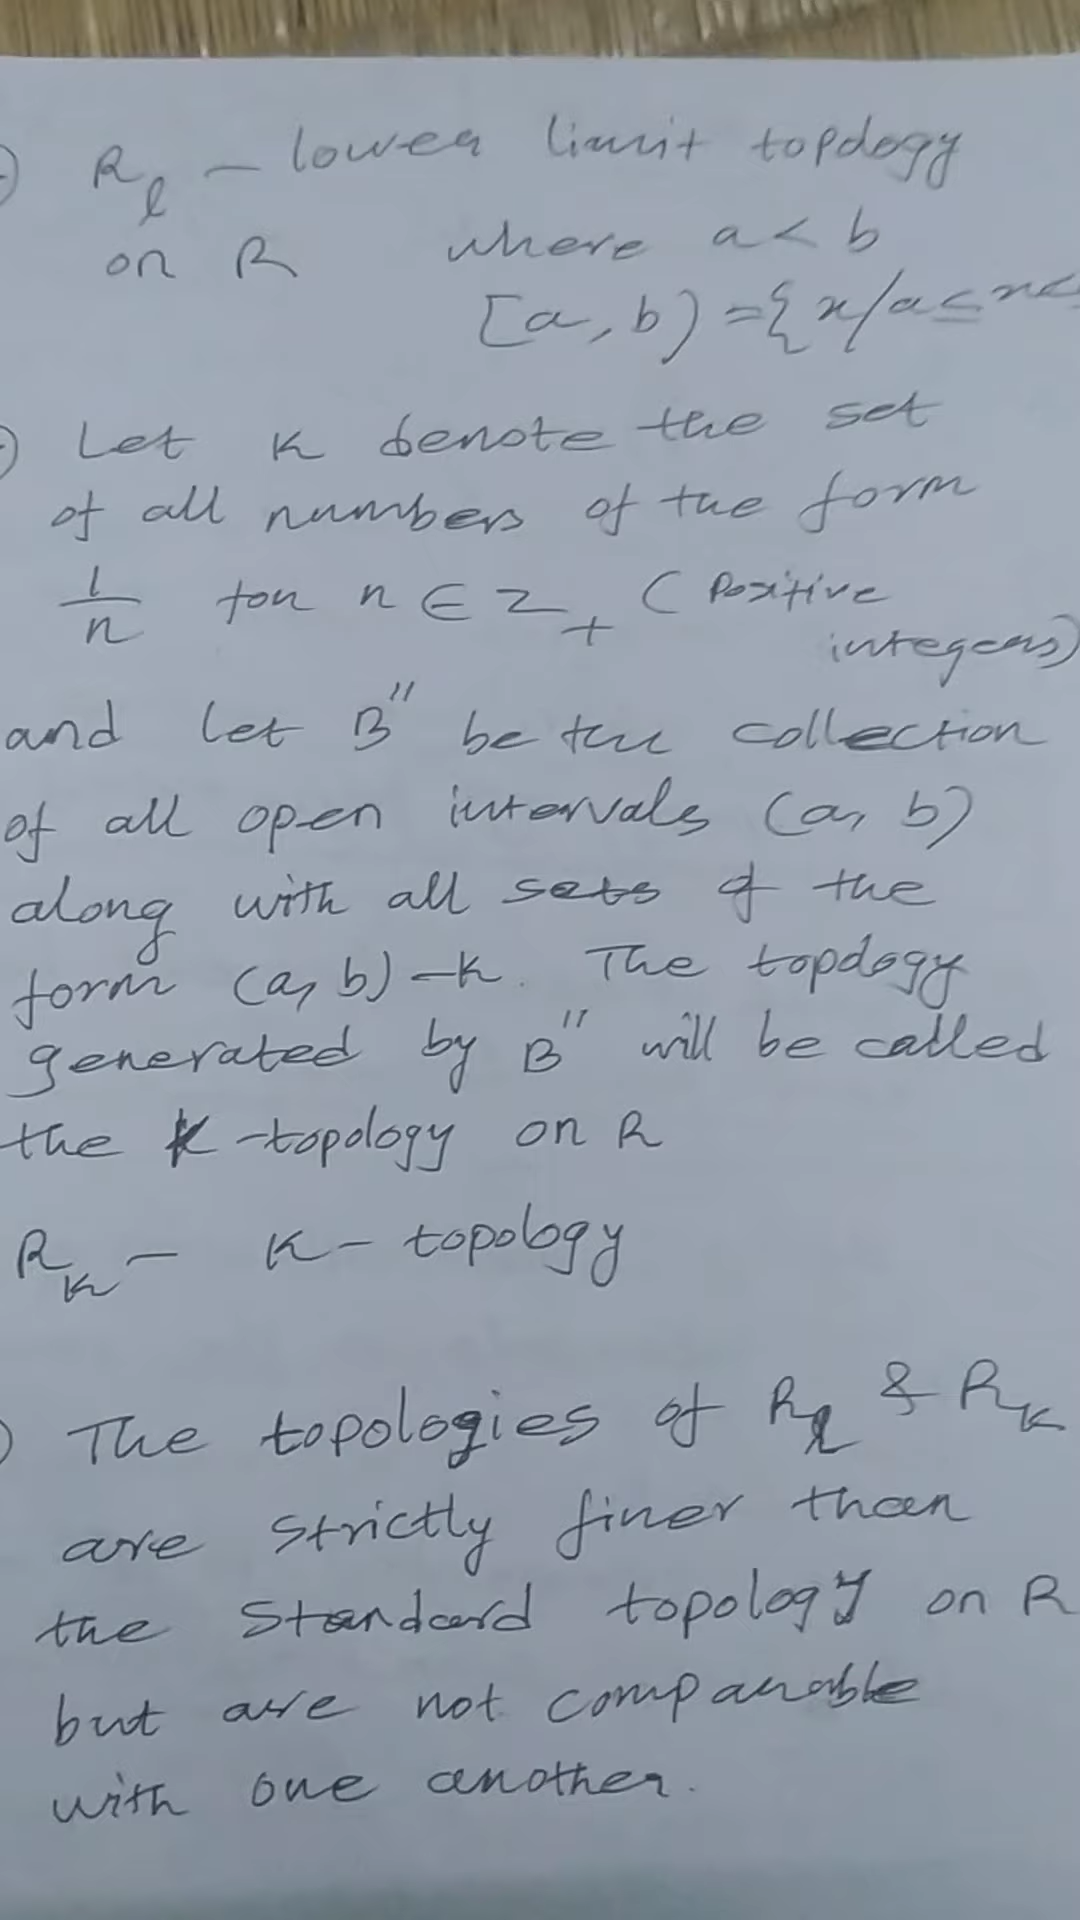 R_l – lower limit topology
on R where a < b
[a, b) = {x / a ≤ x <
Let K denote the set
of all numbers of the form
1/n for n ∈ Z_+ (Positive
integers)
and let B" be the collection
of all open intervals (a, b)
along with all sets of the
form (a, b) – K. The topology
generated by B" will be called
the K-topology on R
R_K – K – topology
The topologies of R_l & R_K
are strictly finer than
the standard topology on R
but are not comparable
with one another.